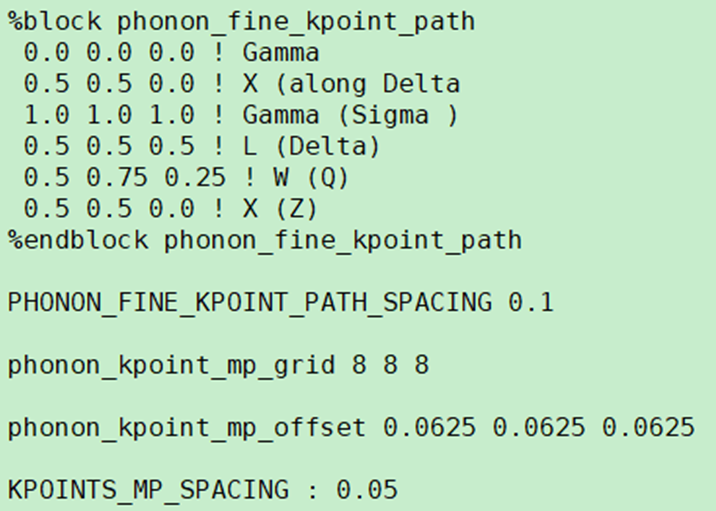 %block phonon_fine_kpoint_path
0.0 0.0 0.0 ! Gamma
0.5 0.5 0.0 ! X (along Delta
1.0 1.0 1.0 ! Gamma (Sigma )
0.5 0.5 0.5 ! L (Delta)
0.5 0.75 0.25 ! W (Q)
0.5 0.5 0.0 ! X (Z)
%endblock phonon_fine_kpoint_path
PHONON_FINE_KPOINT_PATH_SPACING 0.1
phonon_kpoint_mp_grid 8 8 8
phonon_kpoint_mp_offset 0.0625 0.0625 0.0625
KPOINTS_MP_SPACING : 0.05